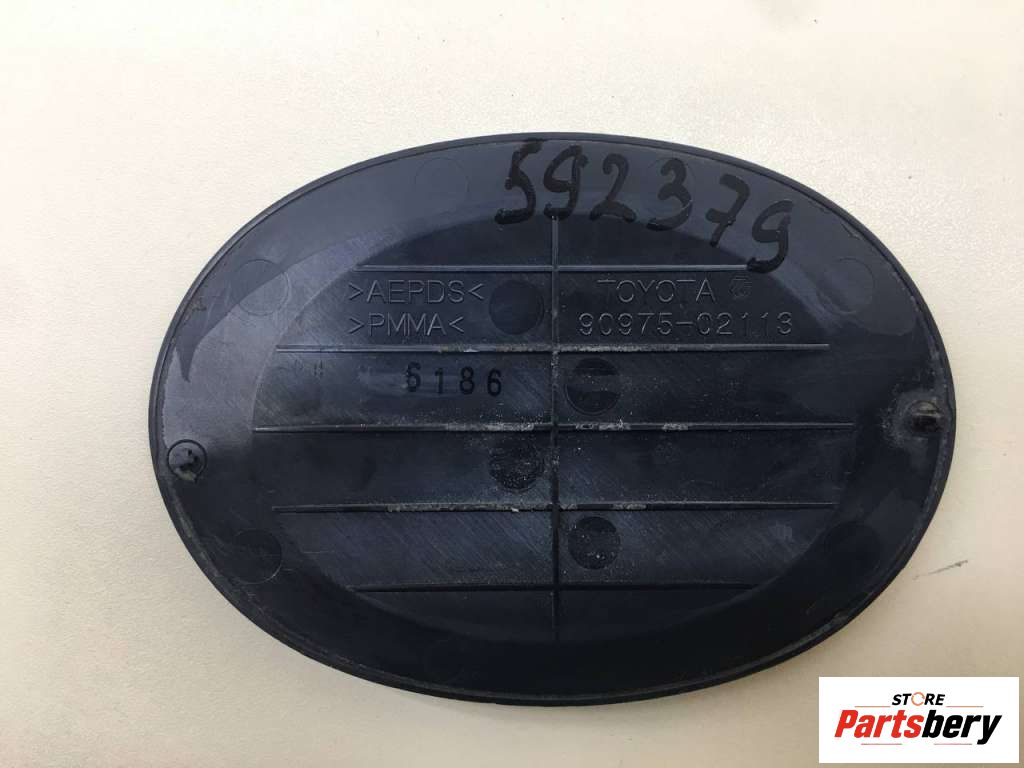 592379
>AEPDS< TOYOTA
>PMMA< 90975-02113
6186
STORE
Partsbery